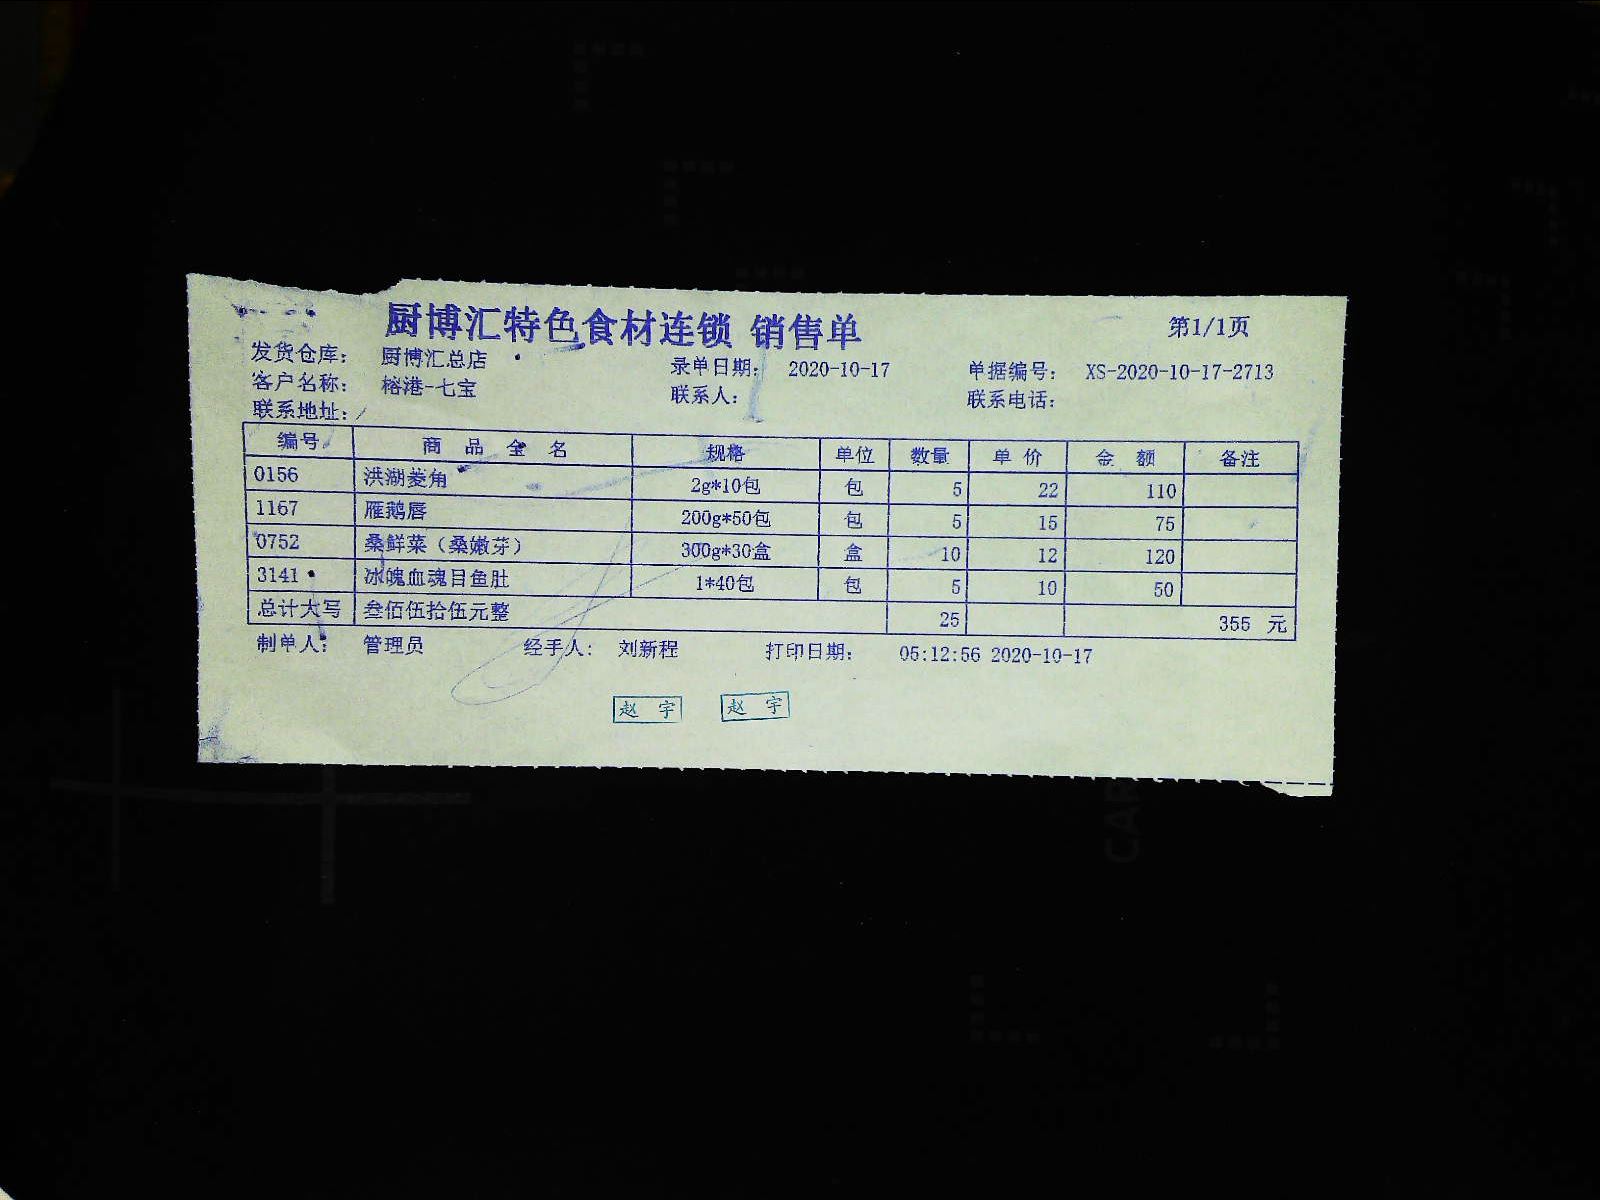 厨博汇特色食材连锁 销售单
第1/1页
发货仓库： 厨博汇总店 录单日期： 2020-10-17 单据编号： XS-2020-10-17-2713
客户名称： 榕港-七宝 联系人： 联系电话：
联系地址：
编号 商品全名 规格 单位 数量 单价 金额 备注
0156 洪湖菱角 2g*10包 包 5 22 110
1167 雁鹅唇 200g*50包 包 5 15 75
0752 桑鲜菜（桑嫩芽） 300g*30盒 盒 10 12 120
3141 冰魄血魂目鱼肚 1*40包 包 5 10 50
总计大写 叁佰伍拾伍元整 25 355 元
制单人： 管理员 经手人： 刘新程 打印日期： 05:12:56 2020-10-17
赵宇 赵宇